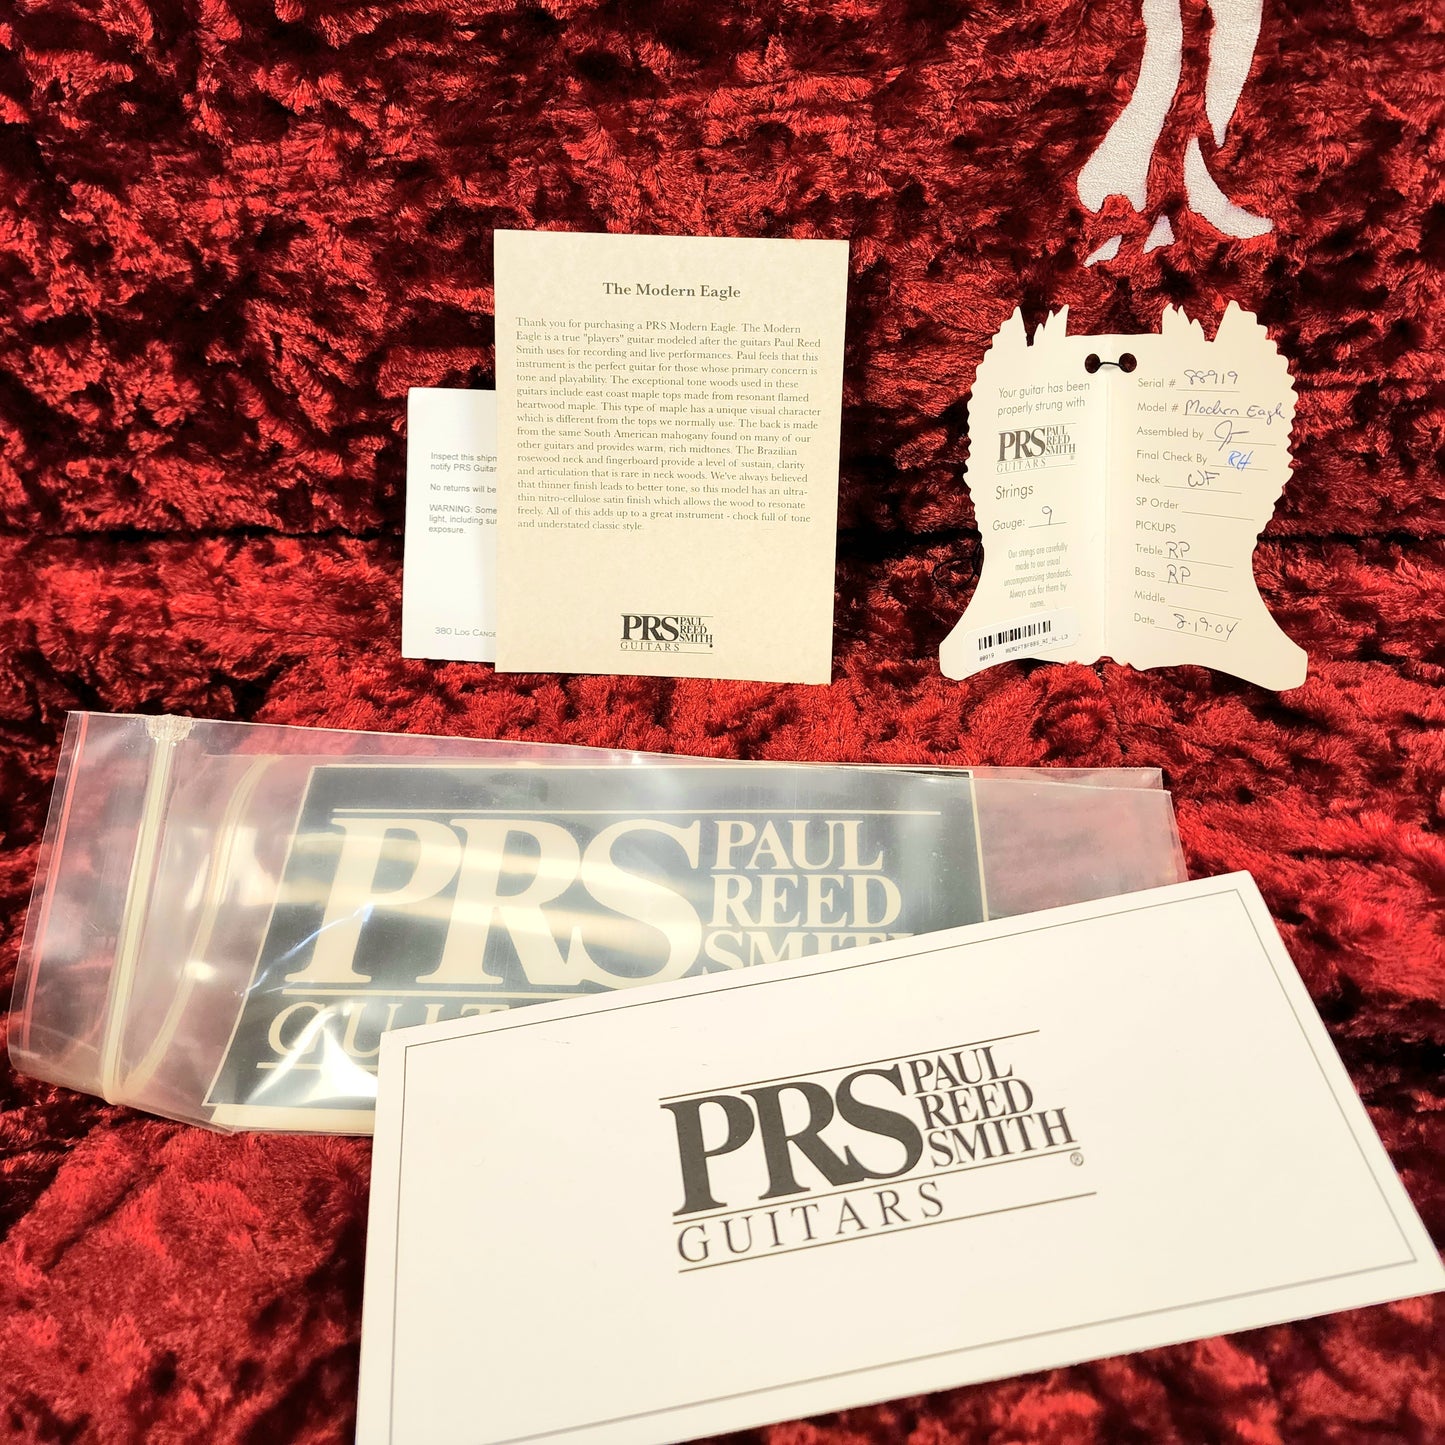 The Modern Eagle
Thank you for purchasing a PRS Modern Eagle. The Modern
Eagle is a true "players" guitar modeled after the guitars Paul Reed
Smith uses for recording and live performances. Paul feels that this
instrument is the perfect guitar for those whose primary concern is
tone and playability. The exceptional tone woods used in these
guitars include east coast maple tops made from resonant flamed
heartwood maple. This type of maple has a unique visual character
which is different from the tops we normally use. The back is made
from the same South American mahogany found on many of our
other guitars and provides warm, rich midtones. The Brazilian
rosewood neck and fingerboard provide a level of sustain, clarity
and articulation that is rare in neck woods. We've always believed
that thinner finish leads to better tone, so this model has an ultra-
thin nitro-cellulose satin finish which allows the wood to resonate
freely. All of this adds up to a great instrument - chock full of tone
and understated classic style.
PRS PAUL
REED
SMITH
GUITARS
Inspect this shipm
notify PRS Guitar
No returns will be
WARNING: Some
light, including sun
exposure.
380 Log Canoe
Your guitar has been
properly strung with
PRS PAUL
REED
SMITH
GUITARS ®
Strings
Gauge: 9
Our strings are carefully
made to our usual
uncompromising standards.
Always ask for them by
name.
88919
Serial # 88919
Model # Modern Eagle
Assembled by
Final Check By RH
Neck WF
SP Order
PICKUPS
Treble RP
Bass RP
Middle
Date 8-19-04
PRS PAUL
REED
SMITH
GUIT
PRS PAUL
REED
SMITH
®
GUITARS